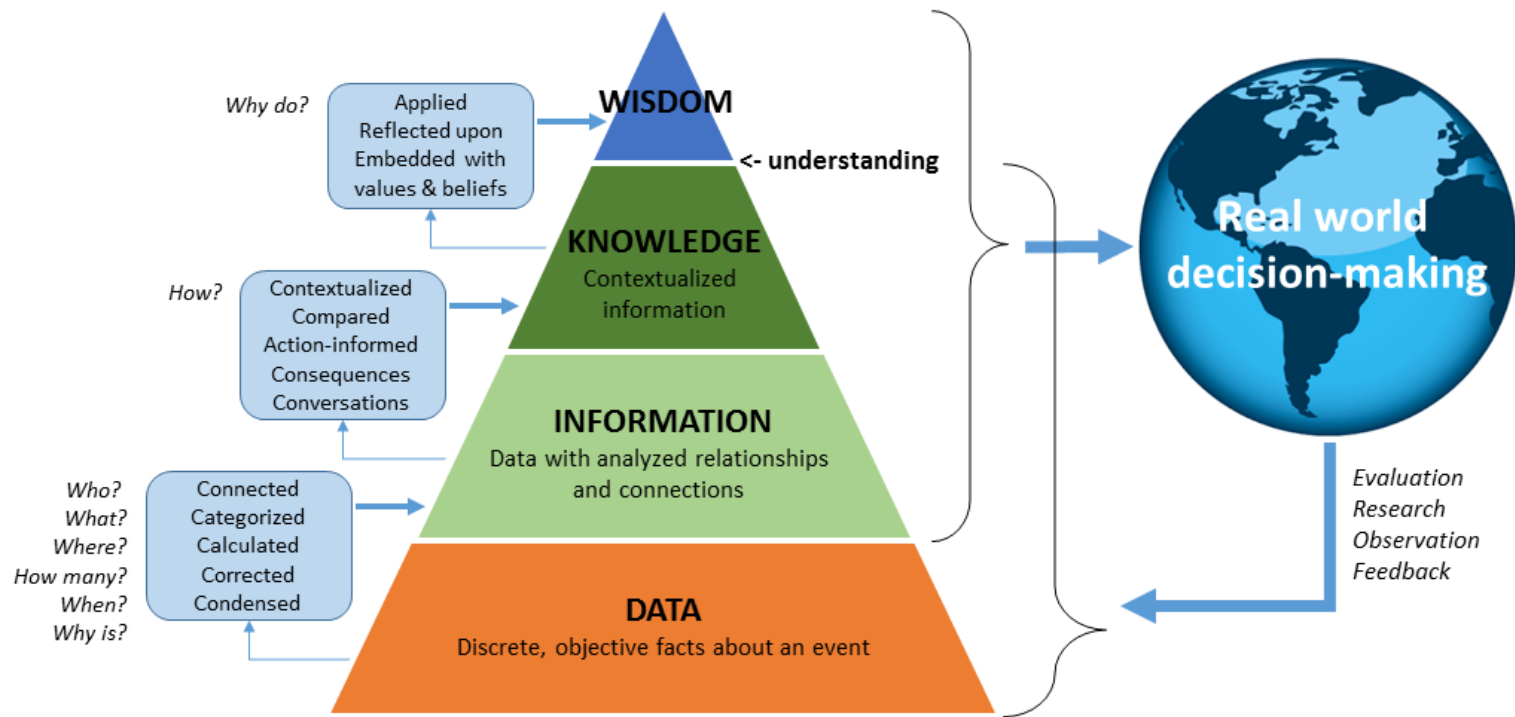 WISDOM
<- understanding
KNOWLEDGE
Contextualized
information
INFORMATION
Data with analyzed relationships
and connections
DATA
Discrete, objective facts about an event
Why do?
Applied
Reflected upon
Embedded with
values & beliefs
How?
Contextualized
Compared
Action-informed
Consequences
Conversations
Who?
What?
Where?
How many?
When?
Why is?
Connected
Categorized
Calculated
Corrected
Condensed
Real world
decision-making
Evaluation
Research
Observation
Feedback